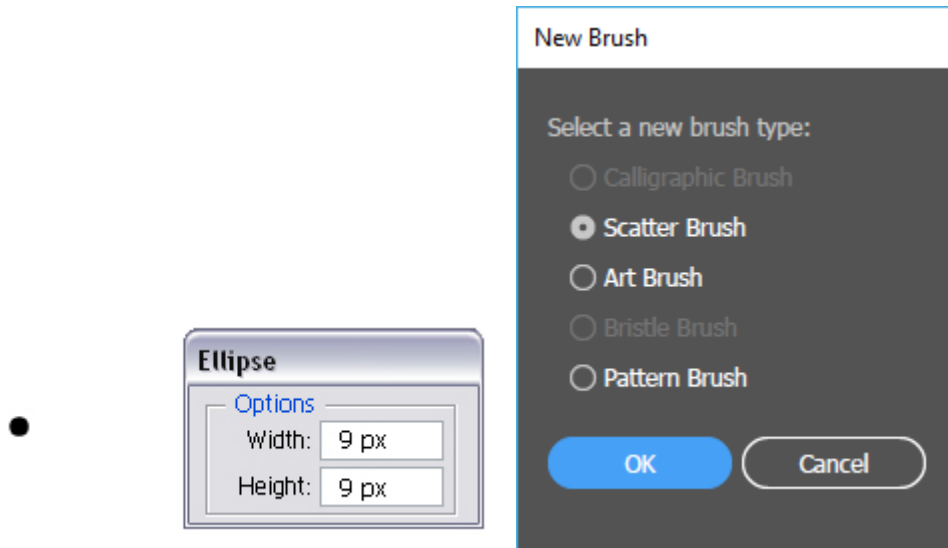 New Brush
Select a new brush type:
Calligraphic Brush
Scatter Brush
Art Brush
Bristle Brush
Pattern Brush
OK Cancel
Ellipse
Options
Width: 9 px
Height: 9 px